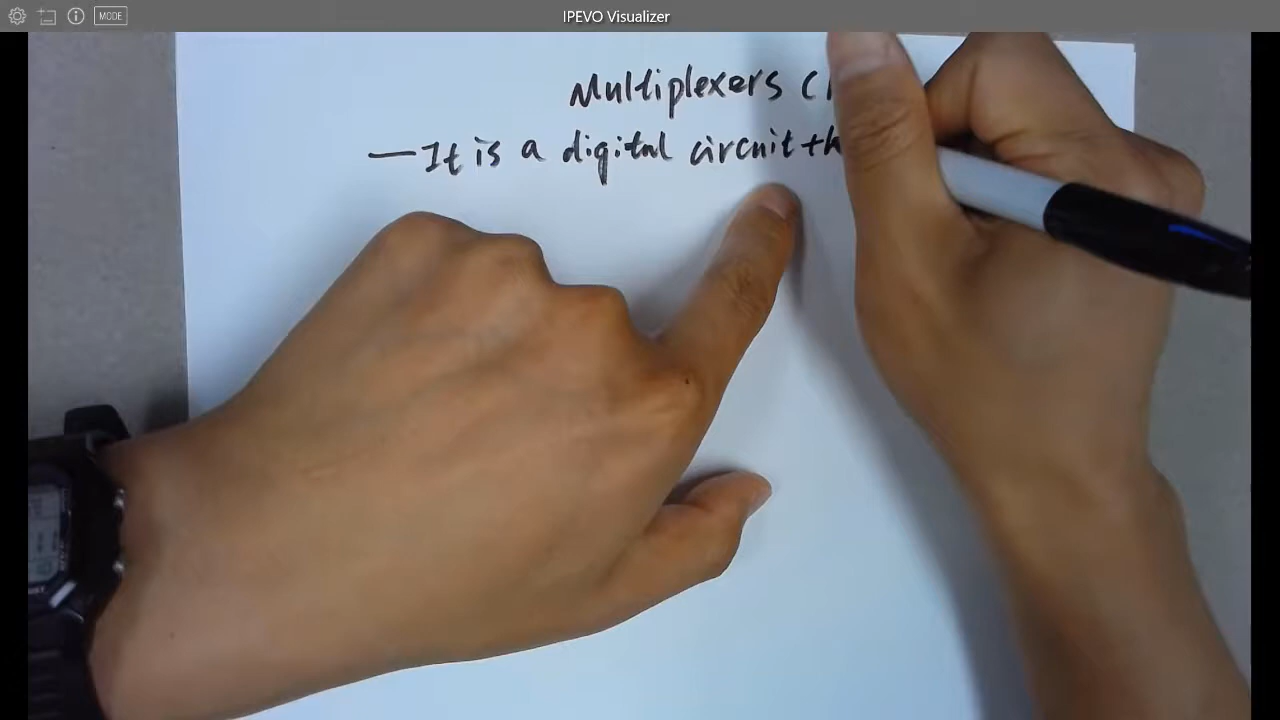 MODE
IPEVO Visualizer
Multiplexers (
— It is a digital circuit th